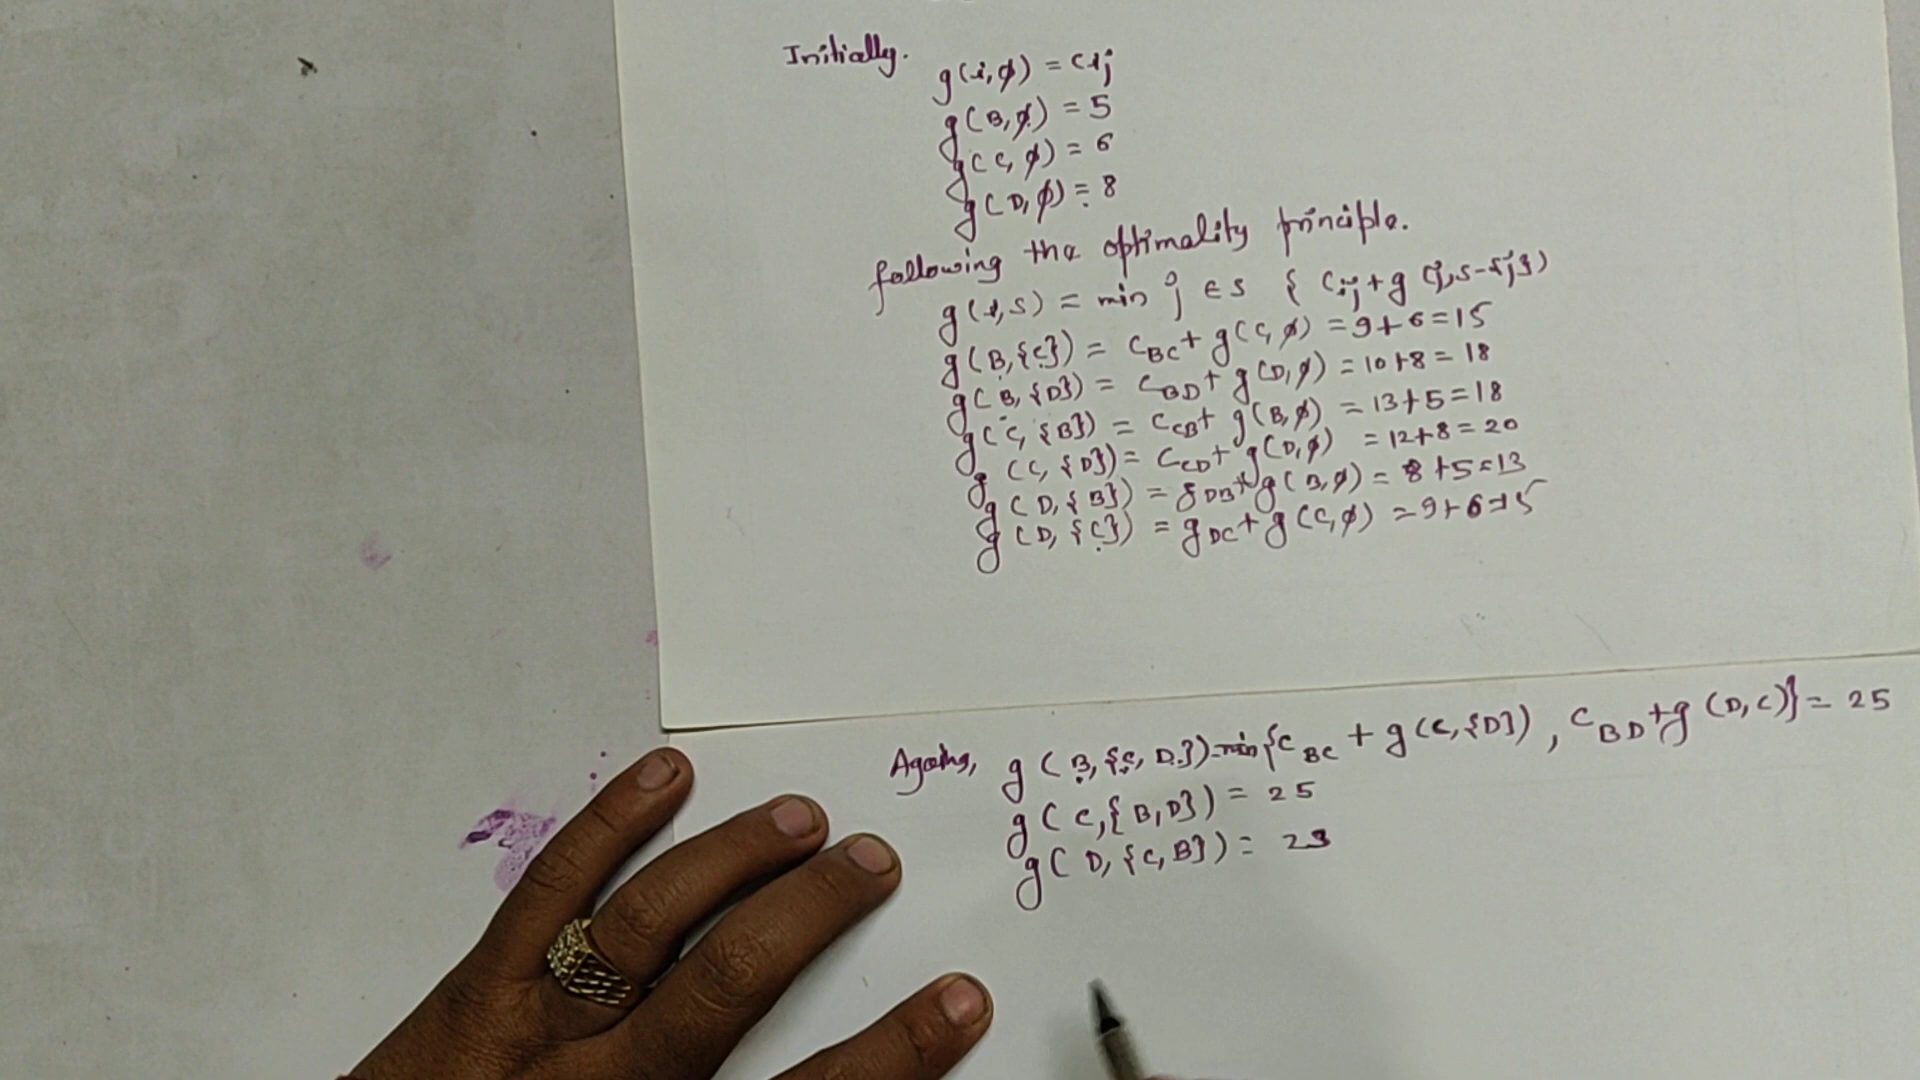 Initially.
g(i,φ) = Cij
g(B,φ) = 5
g(C,φ) = 6
g(D,φ) = 8
following the optimality principle.
g(i,S) = min j ∈ S { Cij + g (j,S-{j})
g(B,{C}) = CBC + g(C,φ) = 9+6=15
g(B,{D}) = CBD + g(D,φ) = 10+8 = 18
g(C,{B}) = CCB + g(B,φ) = 13+5=18
g(C,{D}) = CCD + g(D,φ) = 12+8=20
g(D,{B}) = gDB + g(B,φ) = 8+5=13
g(D,{C}) = gDC + g(C,φ) = 9+6=15
g(B,{C,D}) = min{CBC + g(C,{D}), CBD + g(D,C)} = 25
g(C,{B,D}) = 25
g(D,{C,B}) = 23